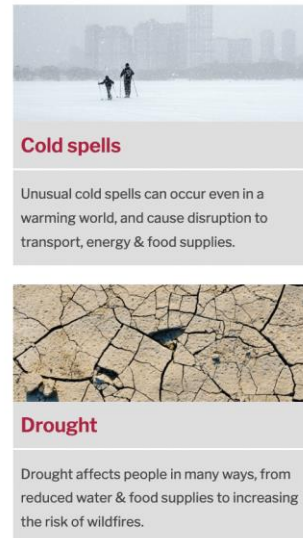 Cold spells
Unusual cold spells can occur even in a
warming world, and cause disruption to
transport, energy & food supplies.
Drought
Drought affects people in many ways, from
reduced water & food supplies to increasing
the risk of wildfires.